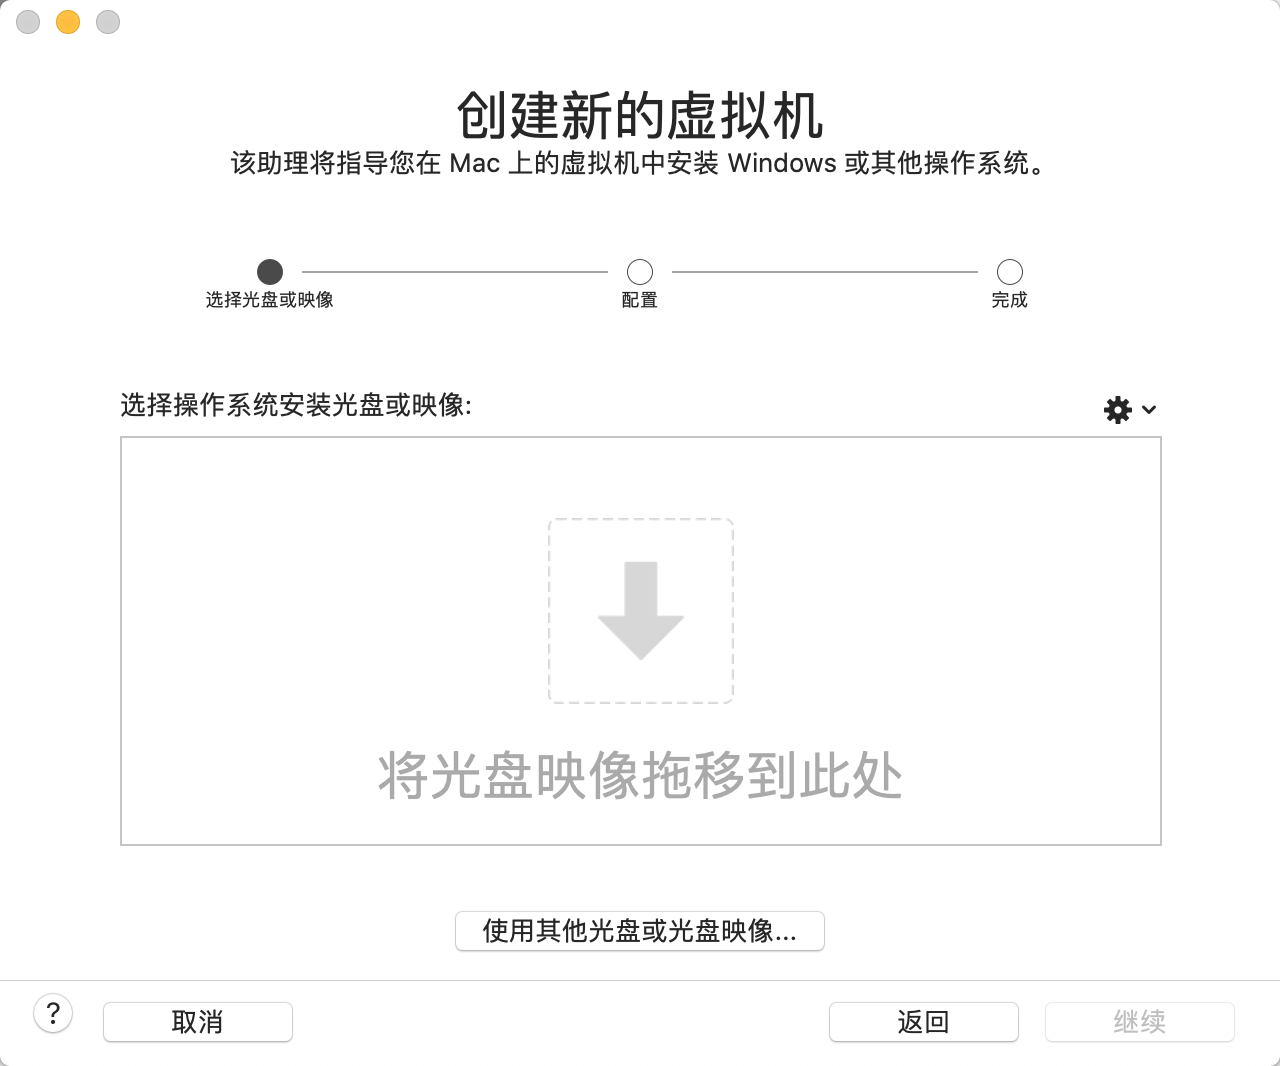 创建新的虚拟机
该助理将指导您在 Mac 上的虚拟机中安装 Windows 或其他操作系统。
选择光盘或映像
配置
完成
选择操作系统安装光盘或映像:
将光盘映像拖移到此处
使用其他光盘或光盘映像...
?
取消
返回
继续